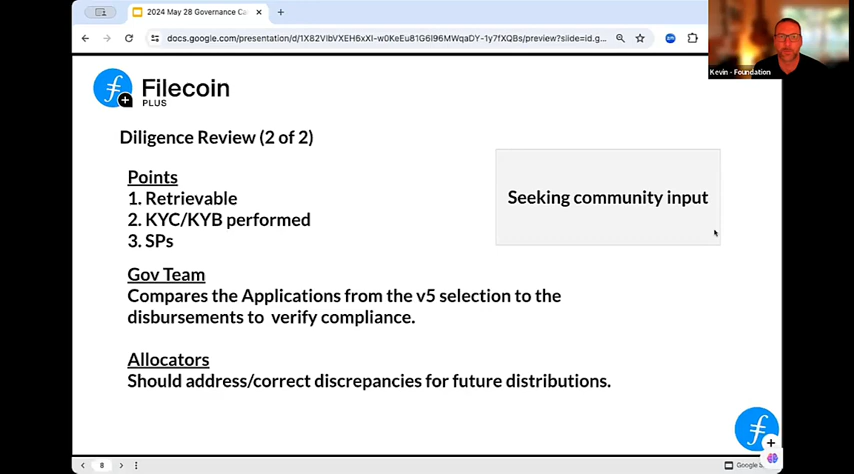 2024 May 28 Governance Ca
docs.google.com/presentation/d/1X82VlbVXEH6xXI-w0KeEu81G6I96MWqaDY-1y7fXQBs/preview?slide=id.g...
Kevin - Foundation
Filecoin
PLUS
Diligence Review (2 of 2)
Points
1. Retrievable
2. KYC/KYB performed
3. SPs
Seeking community input
Gov Team
Compares the Applications from the v5 selection to the
disbursements to verify compliance.
Allocators
Should address/correct discrepancies for future distributions.
8
Google S